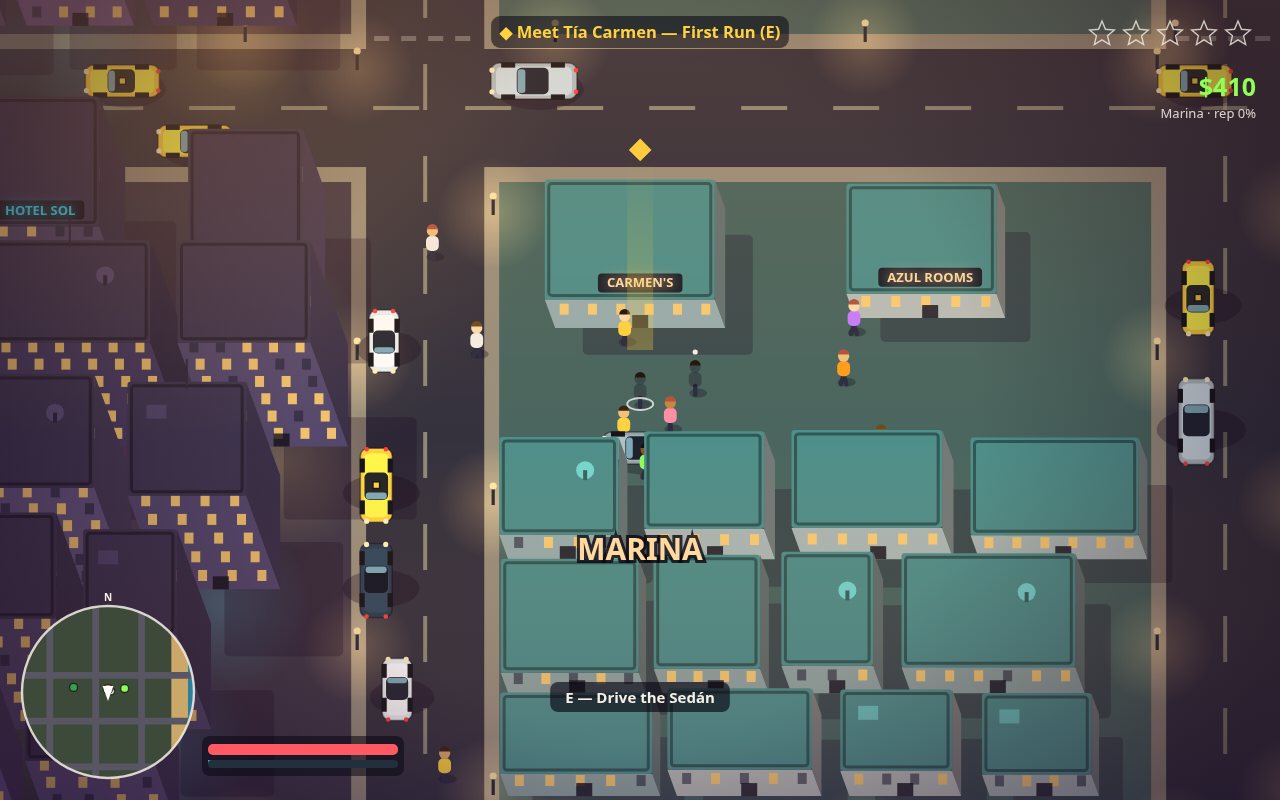 ◆ Meet Tía Carmen — First Run (E)
$410
Marina · rep 0%
HOTEL SOL
CARMEN'S
AZUL ROOMS
MARINA
N
E — Drive the Sedán